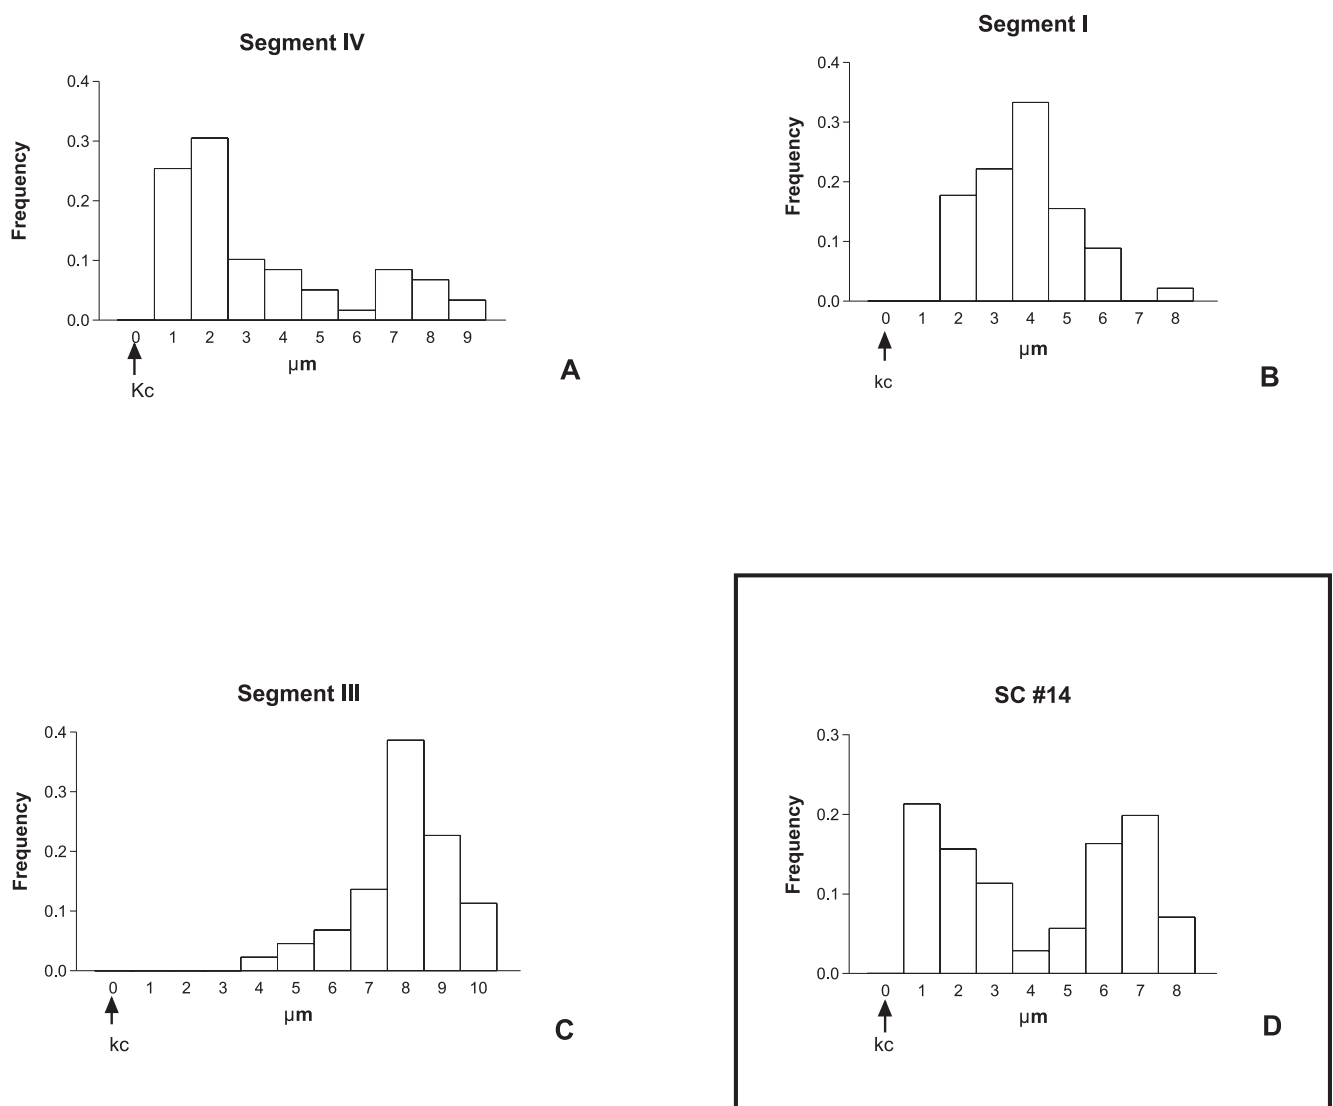 Segment IV
Frequency
0.4
0.3
0.2
0.1
0.0
0 1 2 3 4 5 6 7 8 9
µm
Kc
A
Segment I
Frequency
0.4
0.3
0.2
0.1
0.0
0 1 2 3 4 5 6 7 8
µm
kc
B
Segment III
Frequency
0.4
0.3
0.2
0.1
0.0
0 1 2 3 4 5 6 7 8 9 10
µm
kc
C
SC #14
Frequency
0.3
0.2
0.1
0.0
0 1 2 3 4 5 6 7 8
µm
kc
D